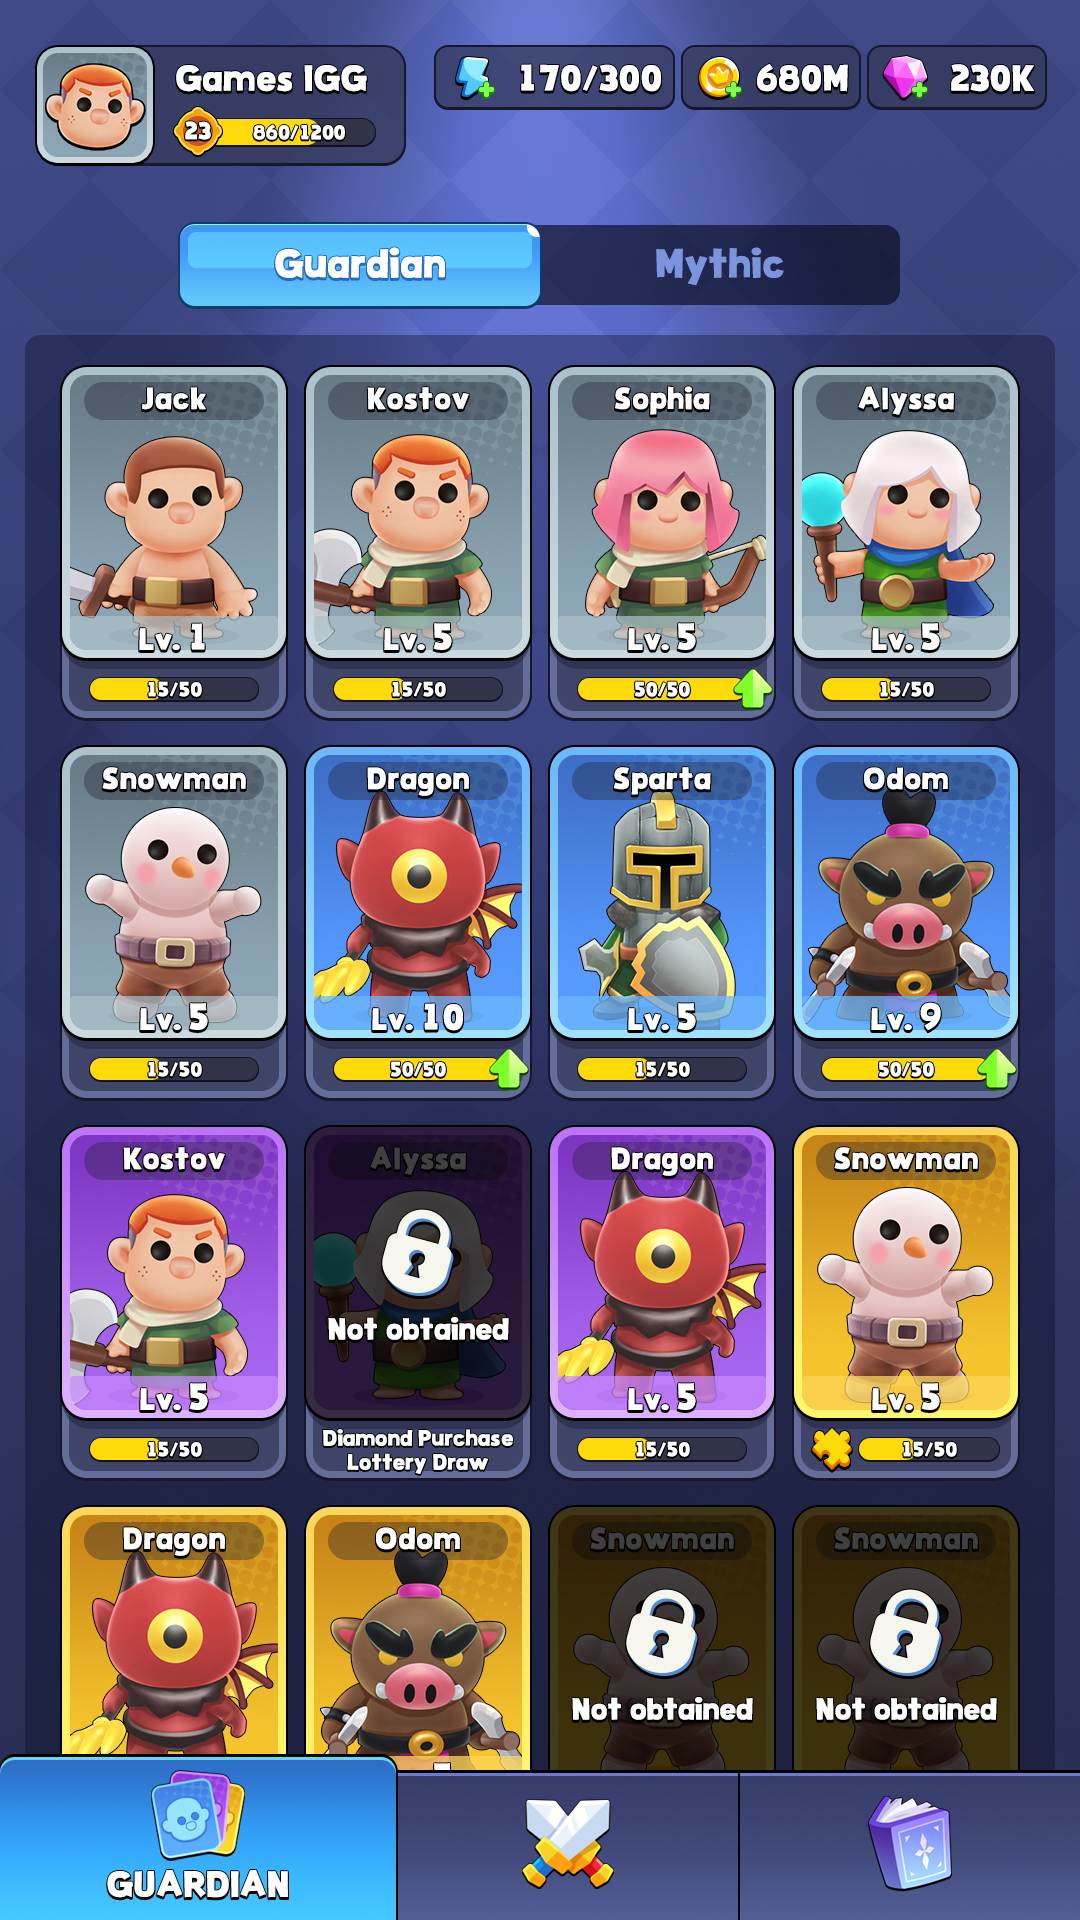 Games IGG
170/300
680M
230K
23
860/1200
Guardian
Mythic
Jack
Kostov
Sophia
Alyssa
Lv. 1
Lv. 5
Lv. 5
Lv. 5
15/50
15/50
50/50
15/50
Snowman
Dragon
Sparta
Odom
Lv. 5
Lv. 10
Lv. 5
Lv. 9
15/50
50/50
15/50
50/50
Kostov
Alyssa
Dragon
Snowman
Not obtained
Lv. 5
Lv. 5
Lv. 5
15/50
Diamond Purchase
Lottery Draw
15/50
15/50
Dragon
Odom
Snowman
Snowman
Not obtained
Not obtained
GUARDIAN